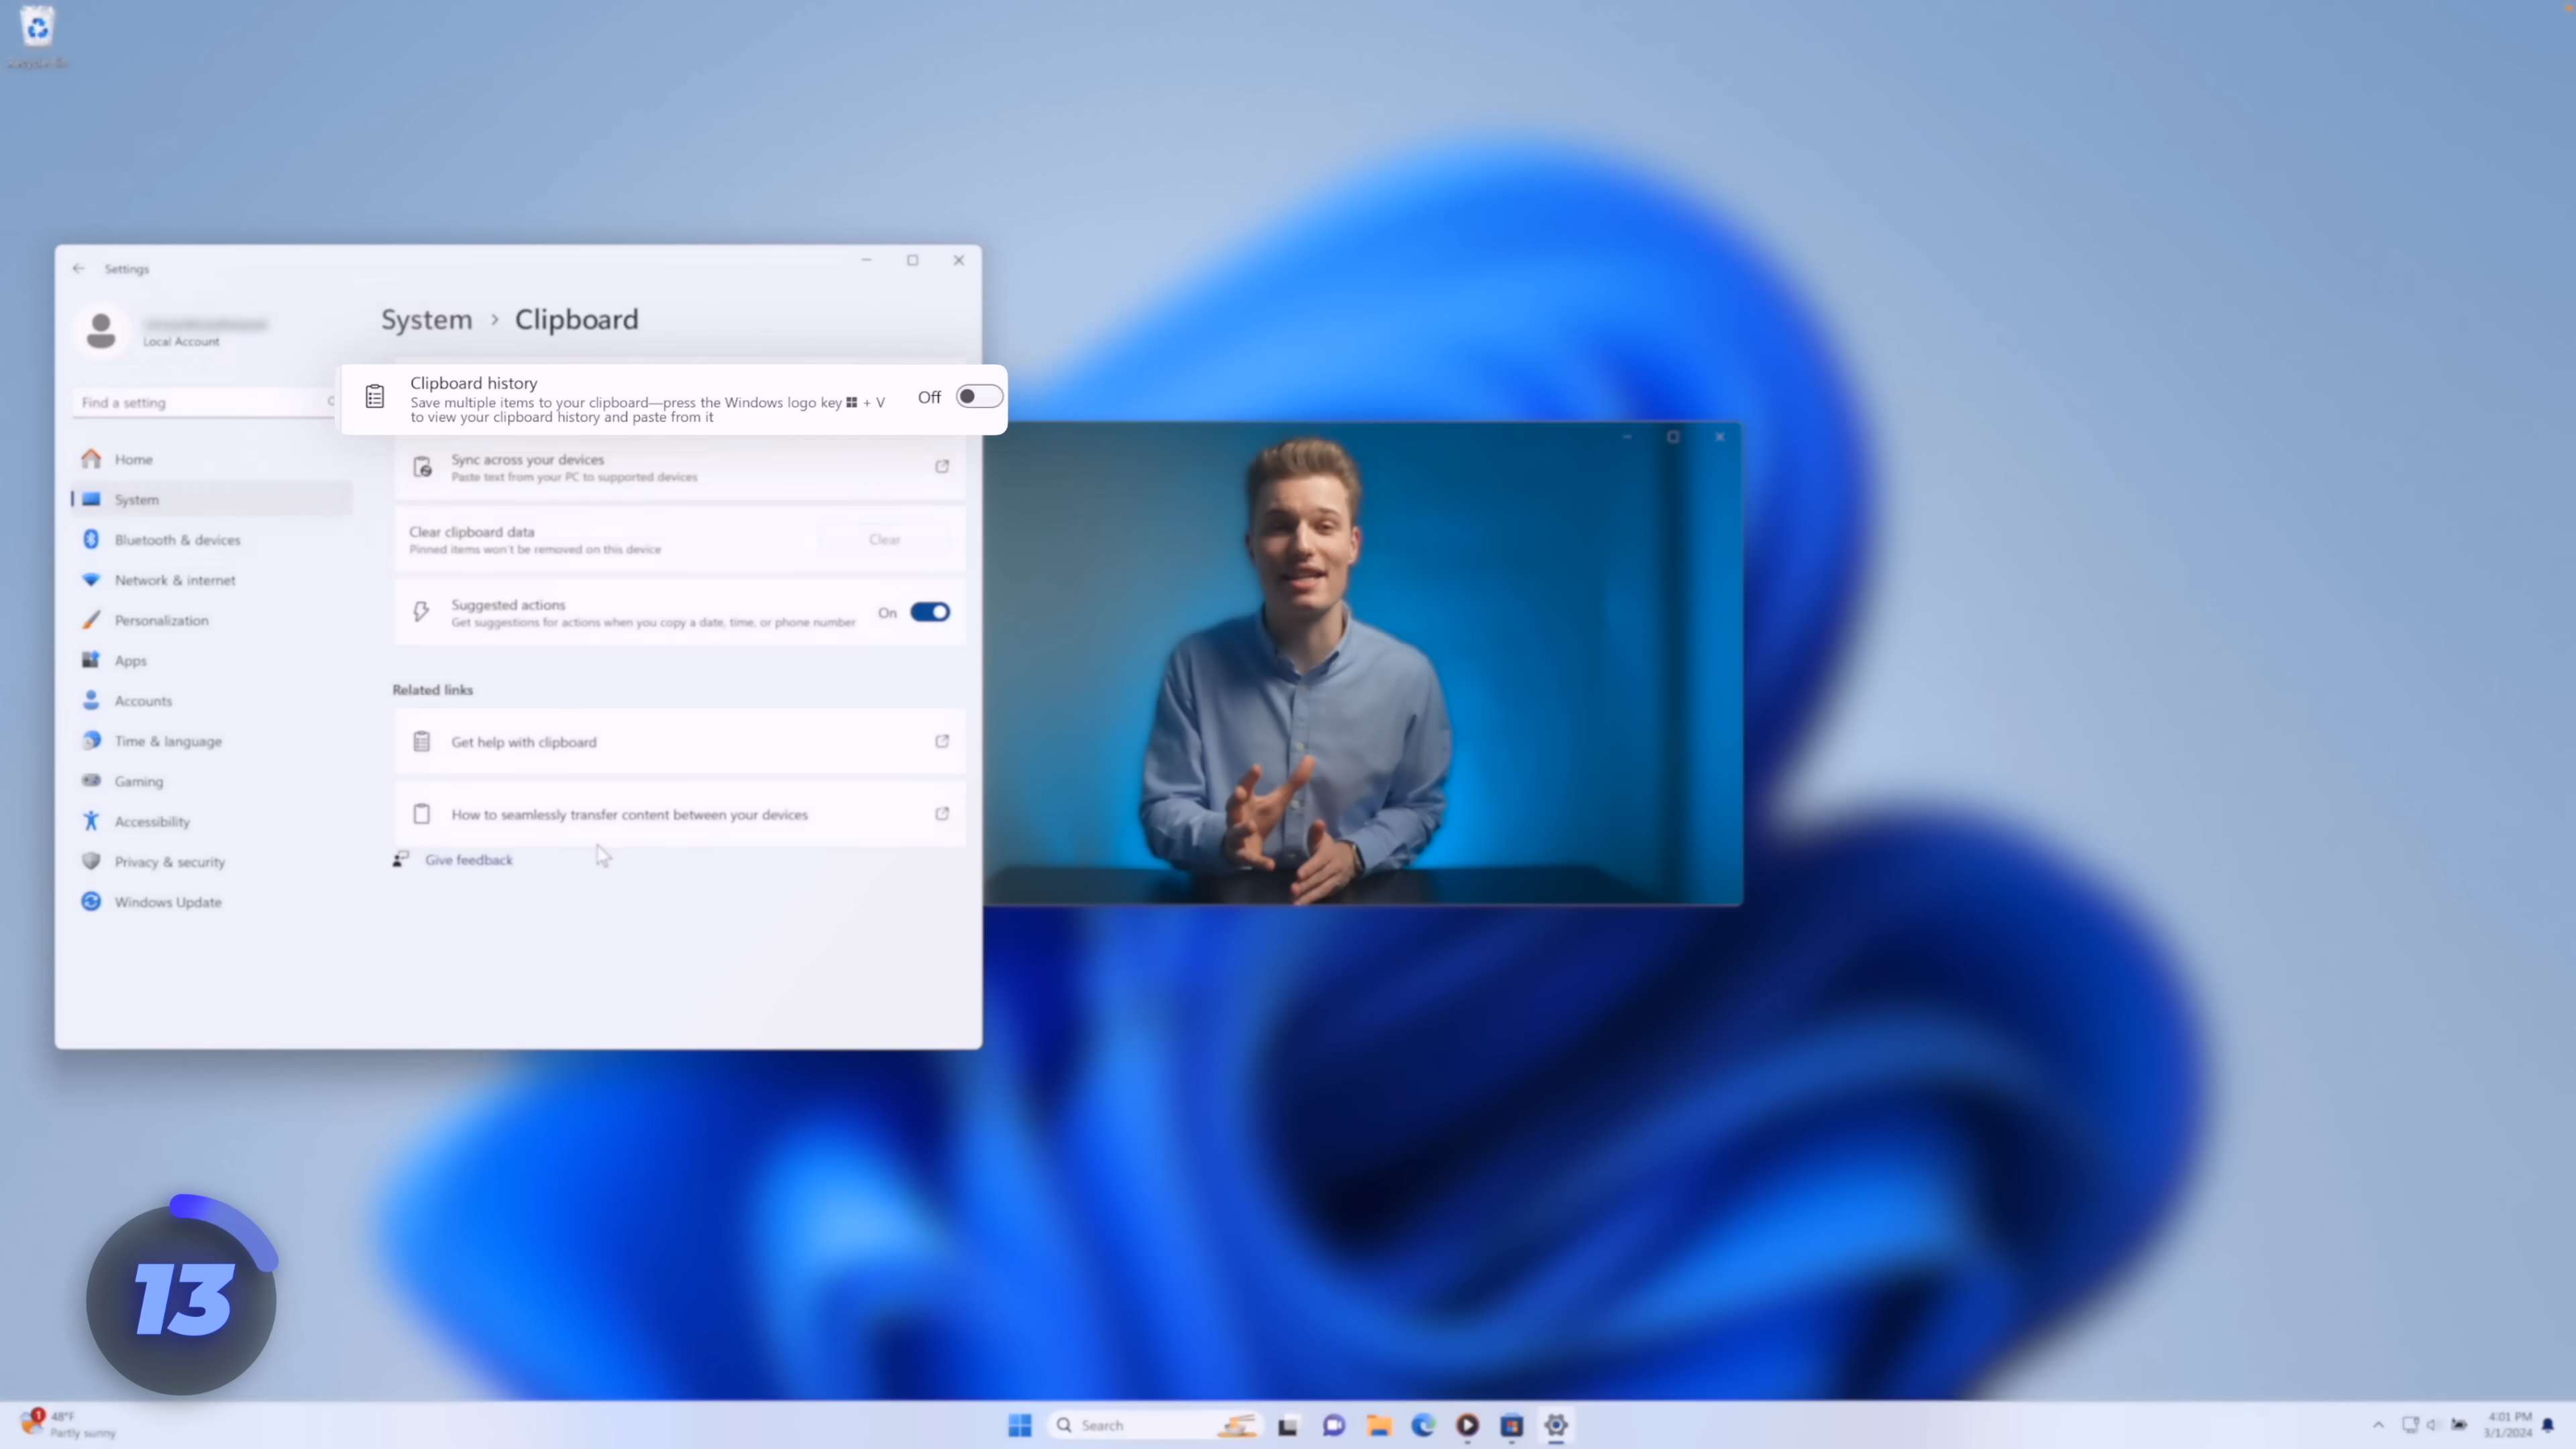 Settings
Local Account
System > Clipboard
Find a setting
Clipboard history
Save multiple items to your clipboard—press the Windows logo key + V
to view your clipboard history and paste from it
Off
Home
System
Bluetooth & devices
Network & internet
Personalization
Apps
Accounts
Time & language
Gaming
Accessibility
Privacy & security
Windows Update
Sync across your devices
Paste text from your PC to supported devices
Clear clipboard data
Pinned items won't be removed on this device
Clear
Suggested actions
Get suggestions for actions when you copy a date, time, or phone number
On
Related links
Get help with clipboard
How to seamlessly transfer content between your devices
Give feedback
13
1
48°F
Partly sunny
Search
4:01 PM
3/1/2024